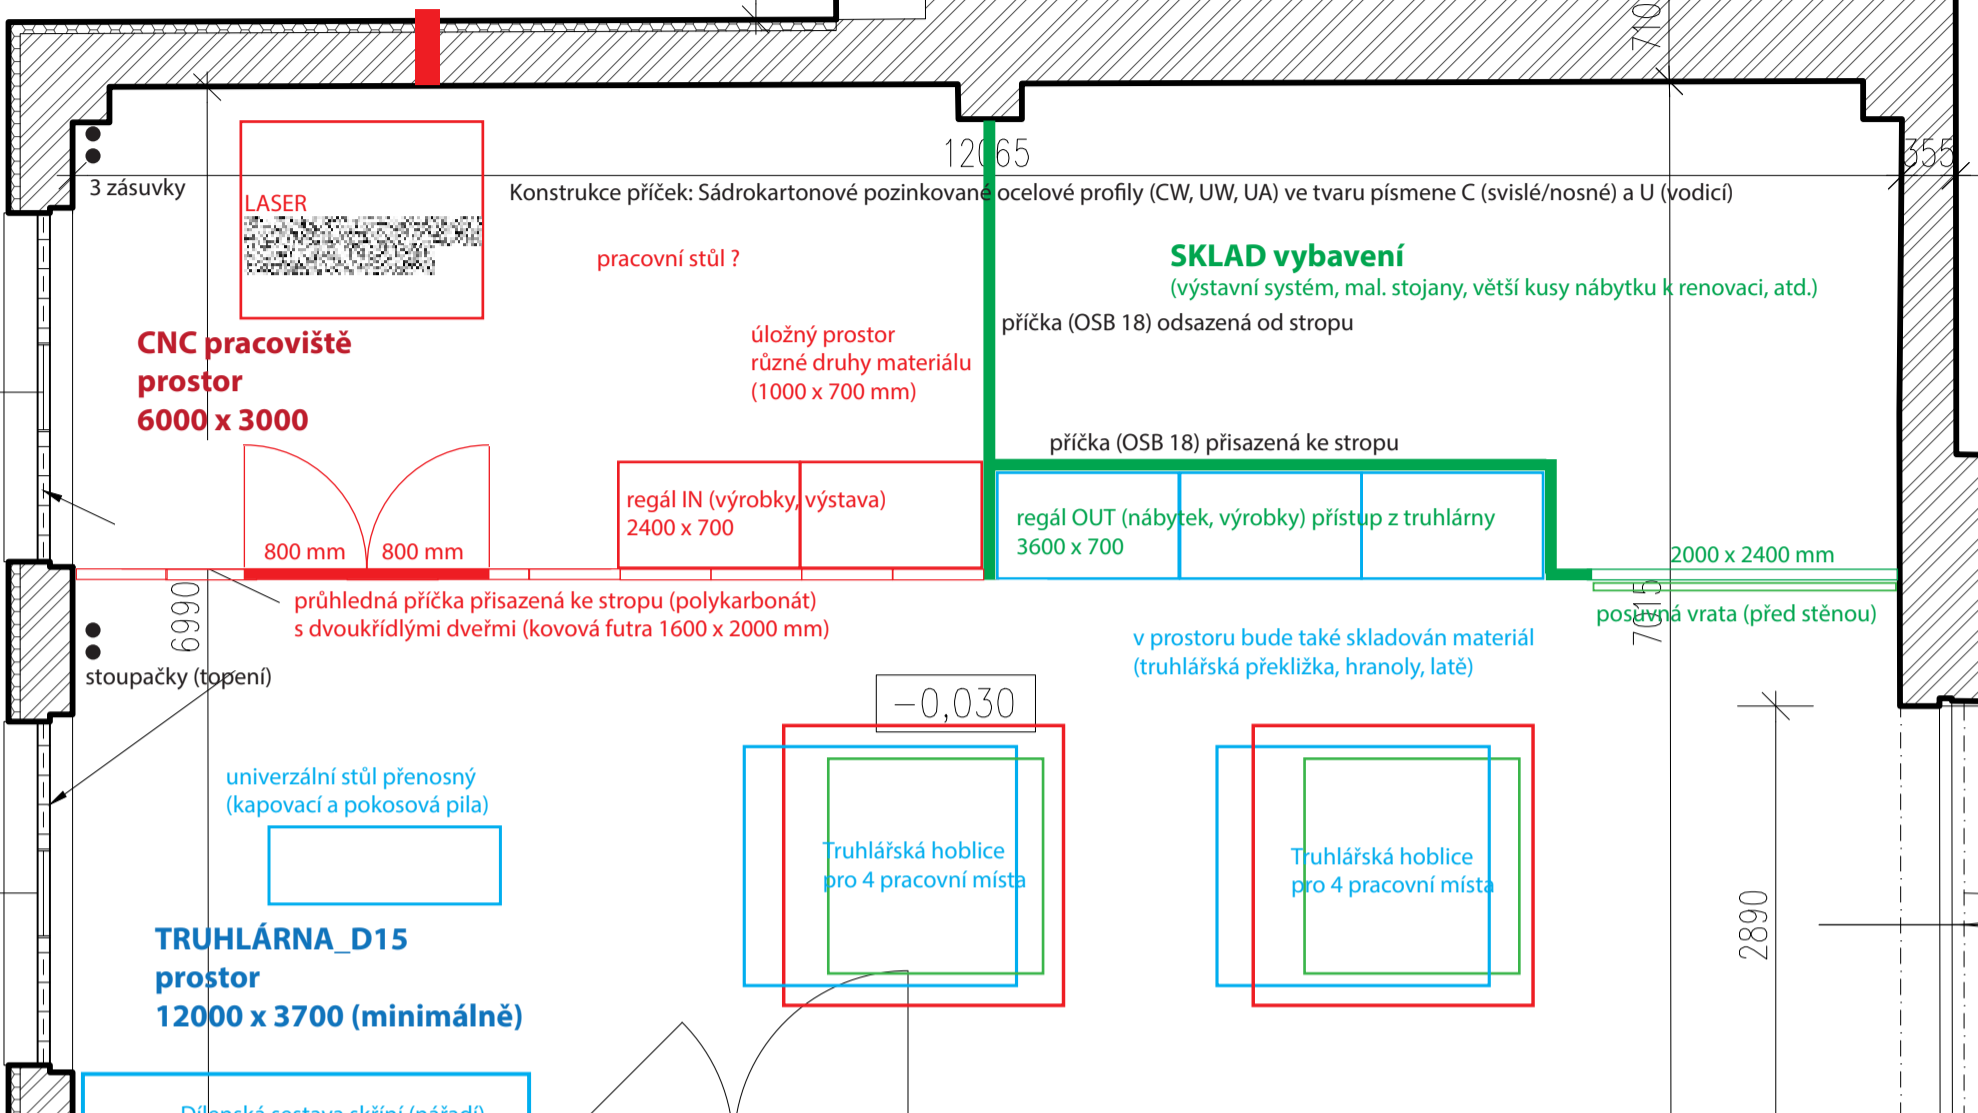 710
12065
355
3 zásuvky
Konstrukce příček: Sádrokartonové pozinkované ocelové profily (CW, UW, UA) ve tvaru písmene C (svislé/nosné) a U (vodicí)
LASER
pracovní stůl ?
SKLAD vybavení
(výstavní systém, mal. stojany, větší kusy nábytku k renovaci, atd.)
příčka (OSB 18) odsazená od stropu
CNC pracoviště
prostor
6000 x 3000
úložný prostor
různé druhy materiálu
(1000 x 700 mm)
příčka (OSB 18) přisazená ke stropu
regál IN (výrobky, výstava)
2400 x 700
regál OUT (nábytek, výrobky) přístup z truhlárny
3600 x 700
800 mm
800 mm
2000 x 2400 mm
průhledná příčka přisazená ke stropu (polykarbonát)
s dvoukřídlými dveřmi (kovová futra 1600 x 2000 mm)
posuvná vrata (před stěnou)
6990
7015
stoupačky (topení)
v prostoru bude také skladován materiál
(truhlářská překližka, hranoly, latě)
−0,030
univerzální stůl přenosný
(kapovací a pokosová pila)
Truhlářská hoblice
pro 4 pracovní místa
Truhlářská hoblice
pro 4 pracovní místa
2890
TRUHLÁRNA_D15
prostor
12000 x 3700 (minimálně)
Dílenská sestava skříní (nářadí)